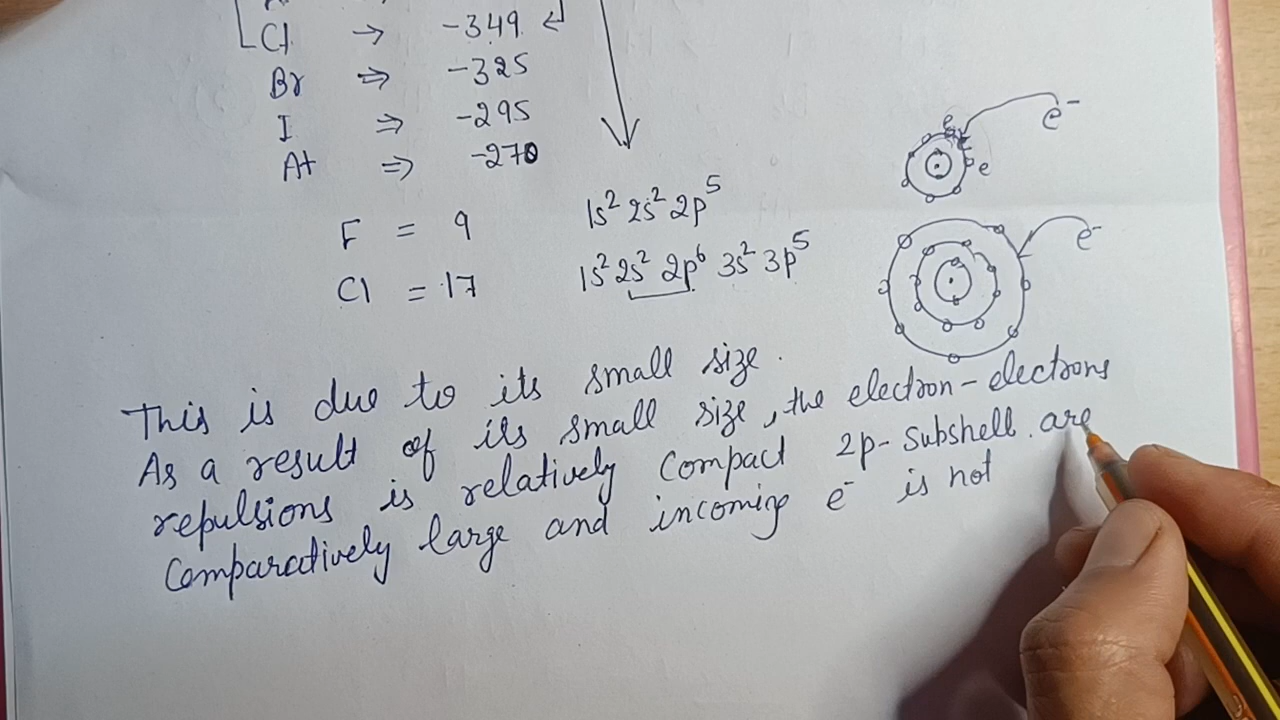 Cl → -349
Br ⇒ -325
I ⇒ -295
At ⇒ -270
F = 9 1s² 2s² 2p⁵
Cl = 17 1s² 2s² 2p⁶ 3s² 3p⁵
e e⁻
e
e⁻
This is due to its small size.
As a result of its small size, the electron-electrons
repulsions is relatively compact 2p-subshell. are
Comparatively large and incoming e⁻ is not